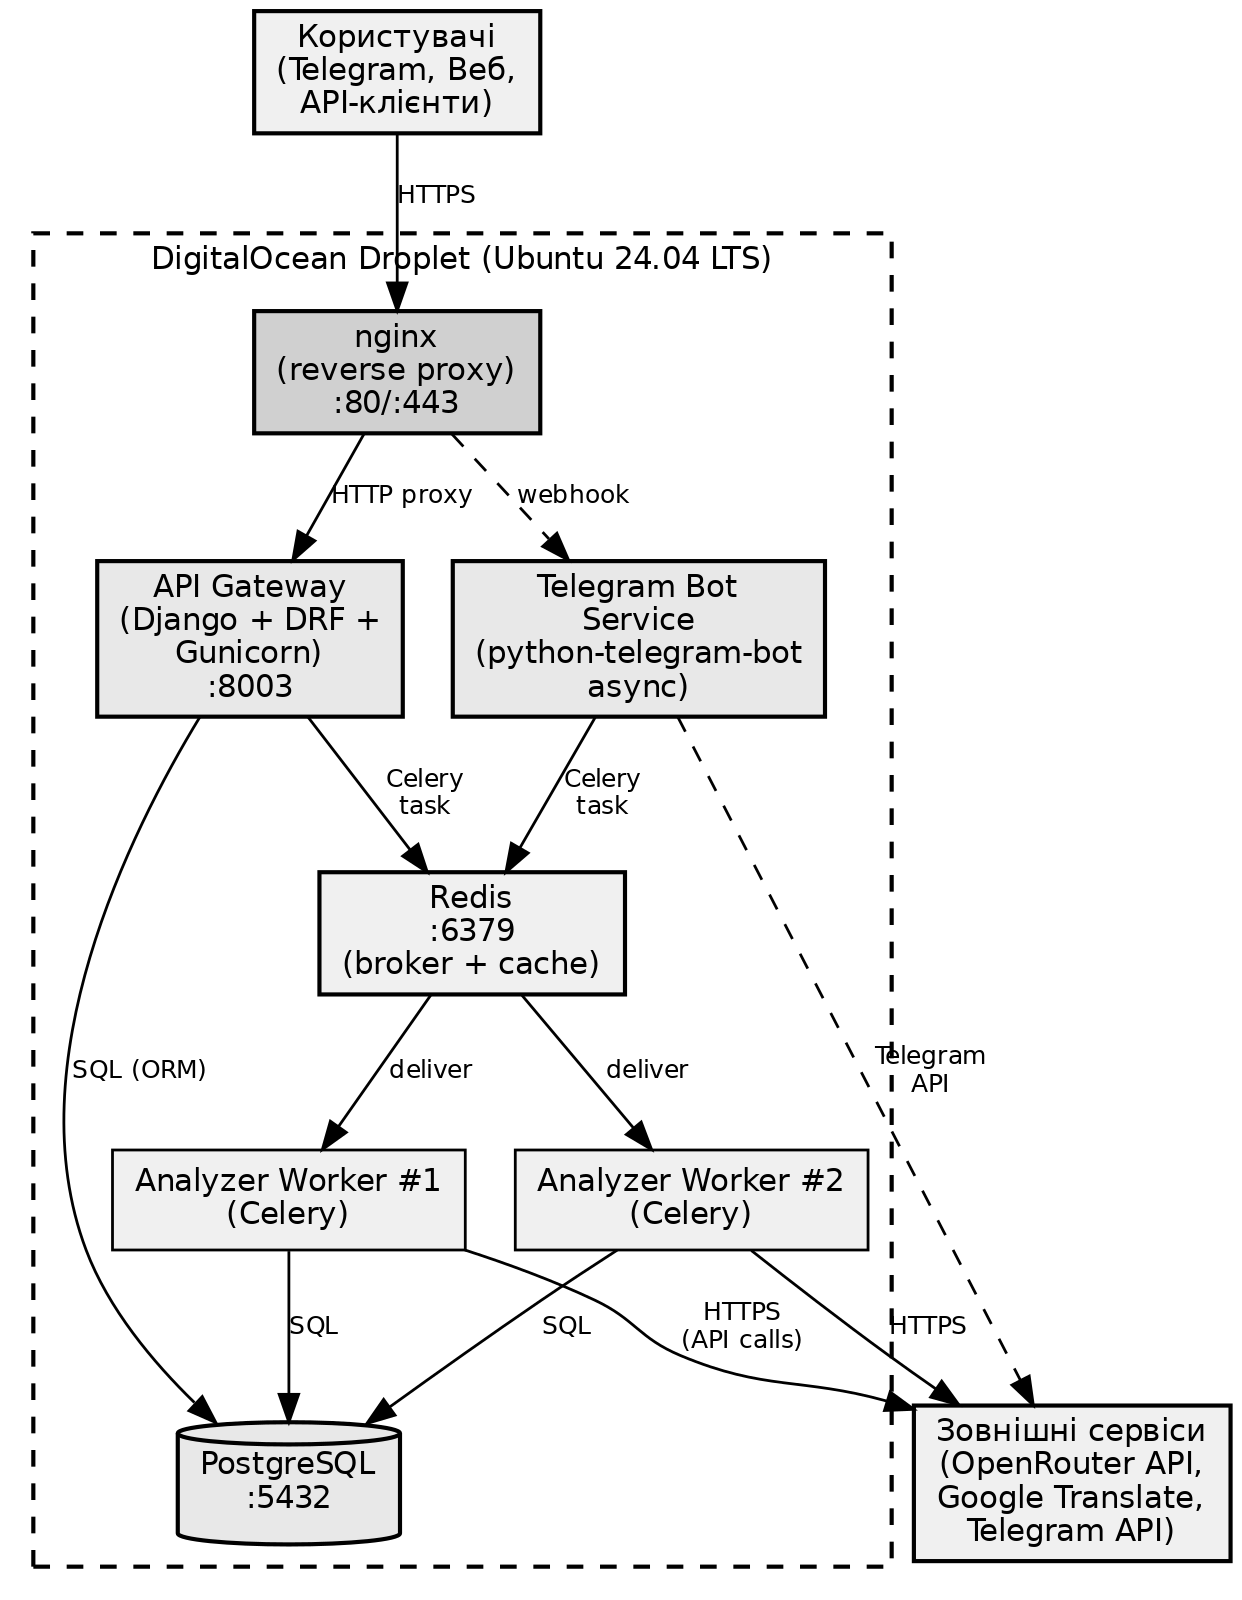 Користувачі
(Telegram, Веб,
API-клієнти)
HTTPS
DigitalOcean Droplet (Ubuntu 24.04 LTS)
nginx
(reverse proxy)
:80/:443
HTTP proxy
webhook
API Gateway
(Django + DRF +
Gunicorn)
:8003
Telegram Bot
Service
(python-telegram-bot
async)
Celery
task
Celery
task
Redis
:6379
(broker + cache)
SQL (ORM)
deliver
deliver
Telegram
API
Analyzer Worker #1
(Celery)
Analyzer Worker #2
(Celery)
SQL
SQL
HTTPS
(API calls)
HTTPS
PostgreSQL
:5432
Зовнішні сервіси
(OpenRouter API,
Google Translate,
Telegram API)